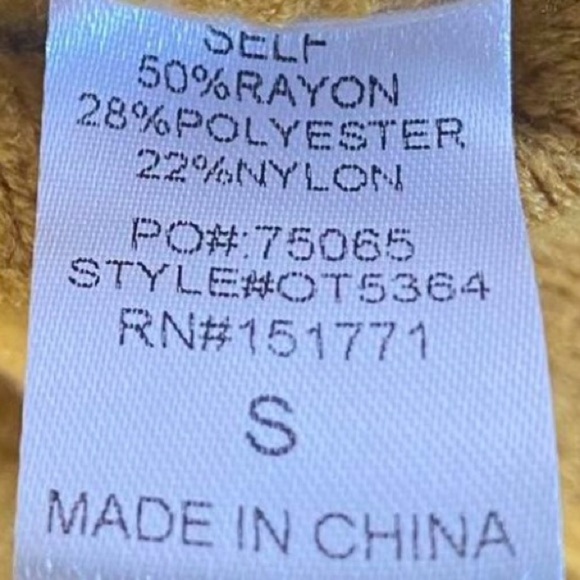 SELF
50%RAYON
28%POLYESTER
22%NYLON
PO#:75065
STYLE#OT5364
RN#151771
S
MADE IN CHINA